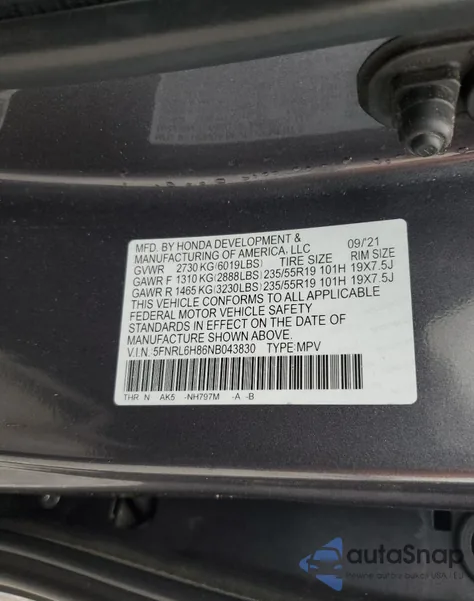 MFD. BY HONDA DEVELOPMENT &
MANUFACTURING OF AMERICA, LLC 09/'21
GVWR 2730 KG (6019LBS) TIRE SIZE RIM SIZE
GAWR F 1310 KG (2888LBS) 235/55R19 101H 19X7.5J
GAWR R 1465 KG (3230LBS) 235/55R19 101H 19X7.5J
THIS VEHICLE CONFORMS TO ALL APPLICABLE
FEDERAL MOTOR VEHICLE SAFETY
STANDARDS IN EFFECT ON THE DATE OF
MANUFACTURE SHOWN ABOVE.
V.I.N. 5FNRL6H86NB043830 TYPE:MPV
THR N AK5 -NH797M -A -B
autoSnap